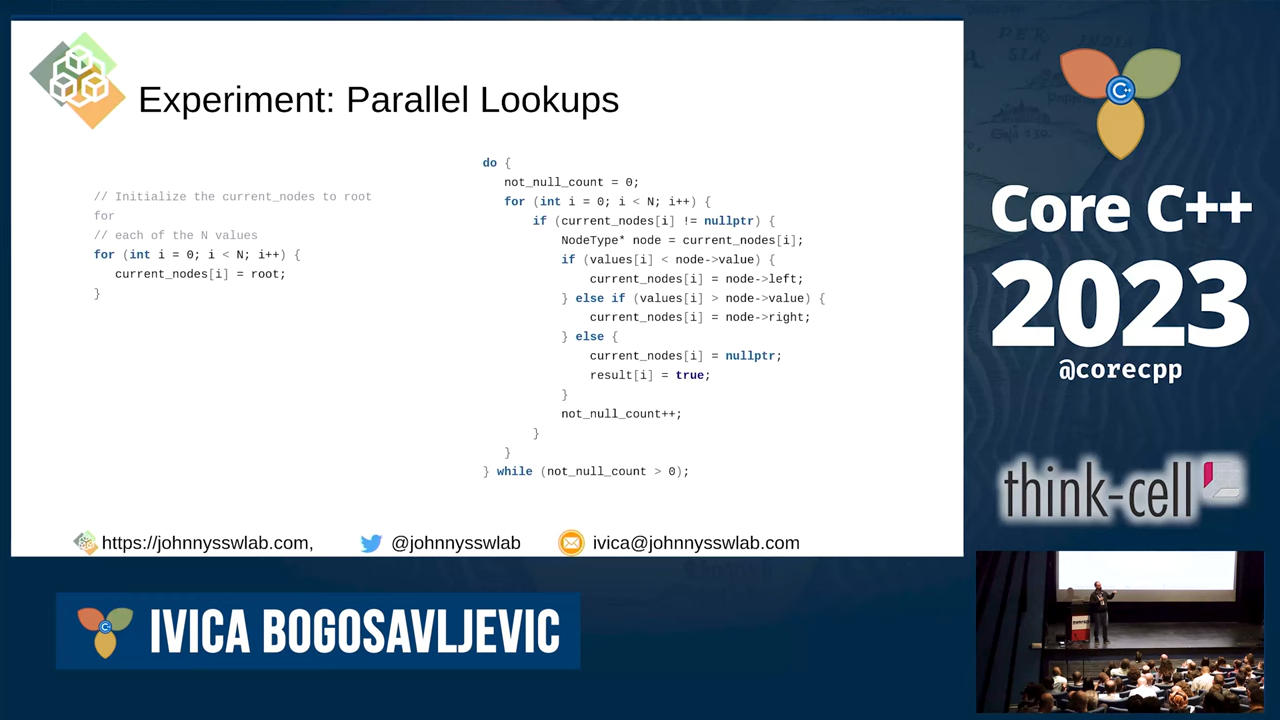 Experiment: Parallel Lookups
// Initialize the current_nodes to root
for
// each of the N values
for (int i = 0; i < N; i++) {
current_nodes[i] = root;
}
do {
not_null_count = 0;
for (int i = 0; i < N; i++) {
if (current_nodes[i] != nullptr) {
NodeType* node = current_nodes[i];
if (values[i] < node->value) {
current_nodes[i] = node->left;
} else if (values[i] > node->value) {
current_nodes[i] = node->right;
} else {
current_nodes[i] = nullptr;
result[i] = true;
}
not_null_count++;
}
}
} while (not_null_count > 0);
https://johnnysswlab.com,
@johnnysswlab
ivica@johnnysswlab.com
C++
Core C++
2023
@corecpp
think-cell
IVICA BOGOSAVLJEVIC